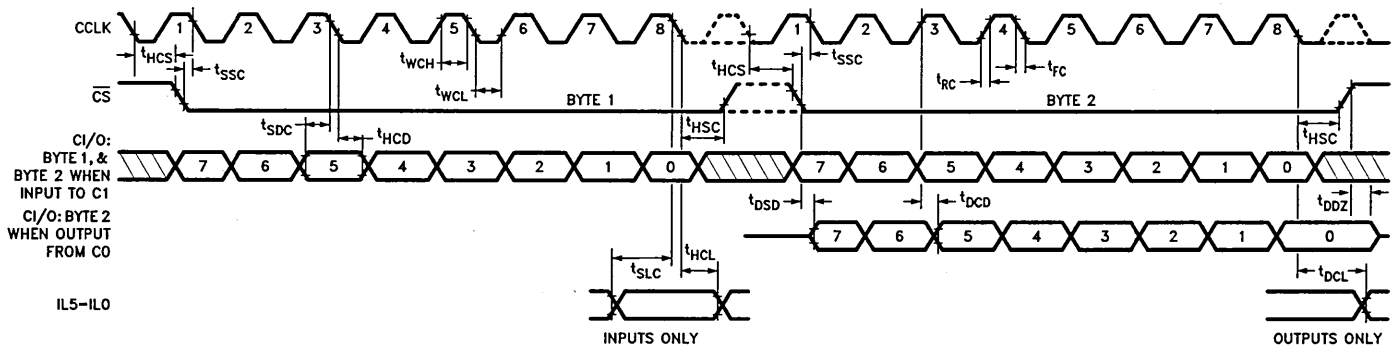 CCLK 1 2 3 4 5 6 7 8 1 2 3 4 5 6 7 8
tHCS tSSC tWCH tWCL tHCS tSSC tRC tFC
CS BYTE 1 BYTE 2
tSDC tHCD tHSC tHSC
CI/O:
BYTE 1, &
BYTE 2 WHEN
INPUT TO C1
7 6 5 4 3 2 1 0 7 6 5 4 3 2 1 0
tDSD tDCD tDDZ
CI/O: BYTE 2
WHEN OUTPUT
FROM CO
7 6 5 4 3 2 1 0
tSLC tHCL tDCL
IL5-IL0
INPUTS ONLY OUTPUTS ONLY